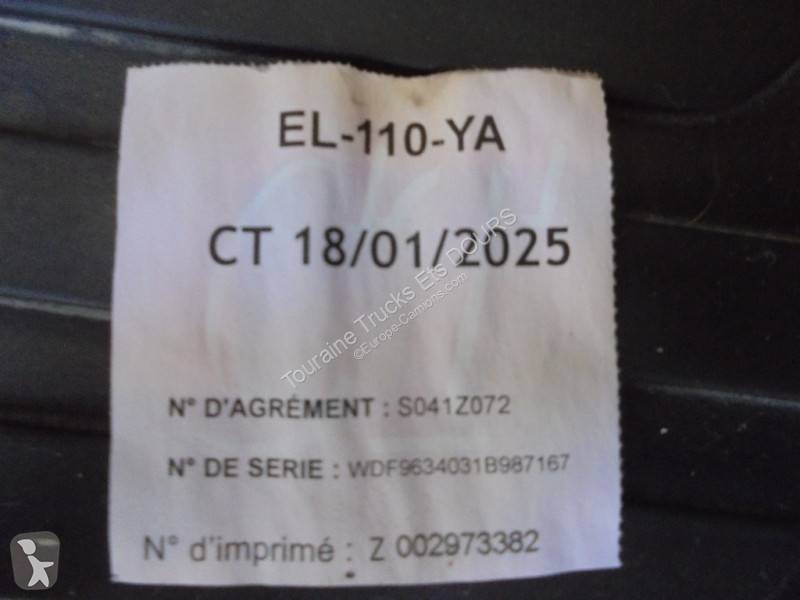 EL-110-YA
CT 18/01/2025
Touraine Trucks Ets DOURS
©Europe-Camions.com
N° D'AGRÉMENT : S041Z072
N° DE SERIE : WDF9634031B987167
N° d'imprimé : Z 002973382